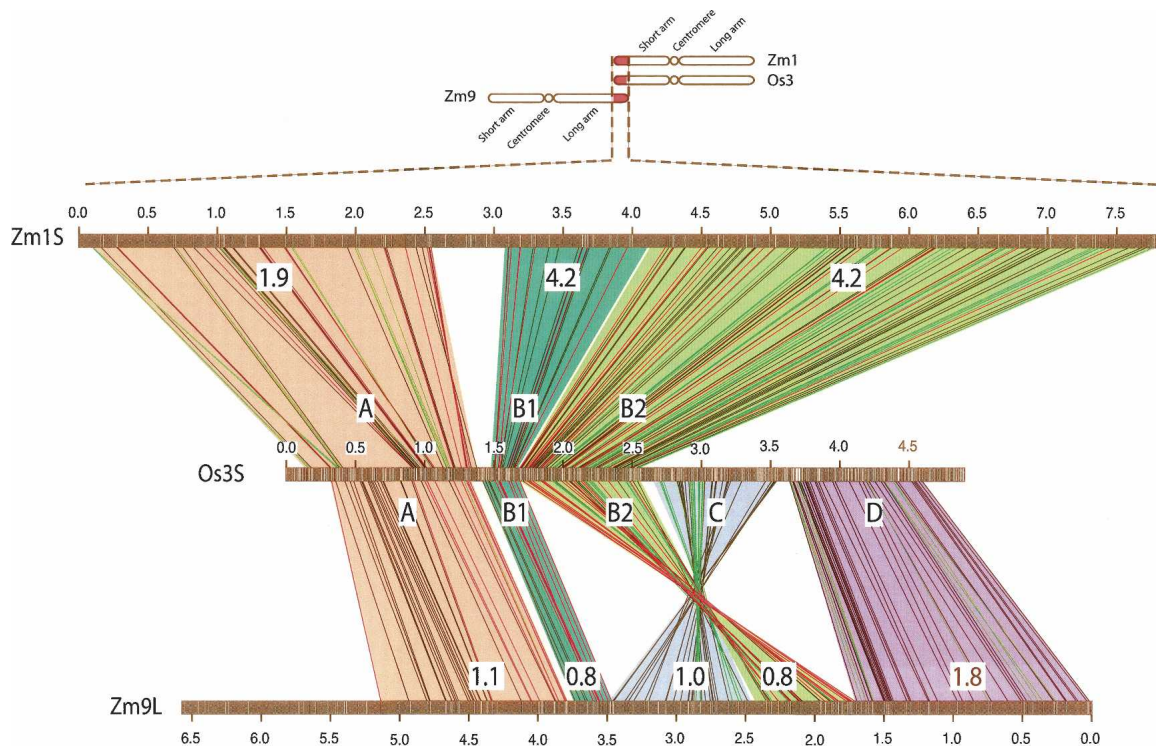 Short arm Centromere Long arm
Zm1
Os3
Zm9
Short arm Centromere Long arm
0.0 0.5 1.0 1.5 2.0 2.5 3.0 3.5 4.0 4.5 5.0 5.5 6.0 6.5 7.0 7.5
Zm1S
1.9 4.2 4.2
A B1 B2
0.0 0.5 1.0 1.5 2.0 2.5 3.0 3.5 4.0 4.5
Os3S
A B1 B2 C D
1.1 0.8 1.0 0.8 1.8
Zm9L
6.5 6.0 5.5 5.0 4.5 4.0 3.5 3.0 2.5 2.0 1.5 1.0 0.5 0.0